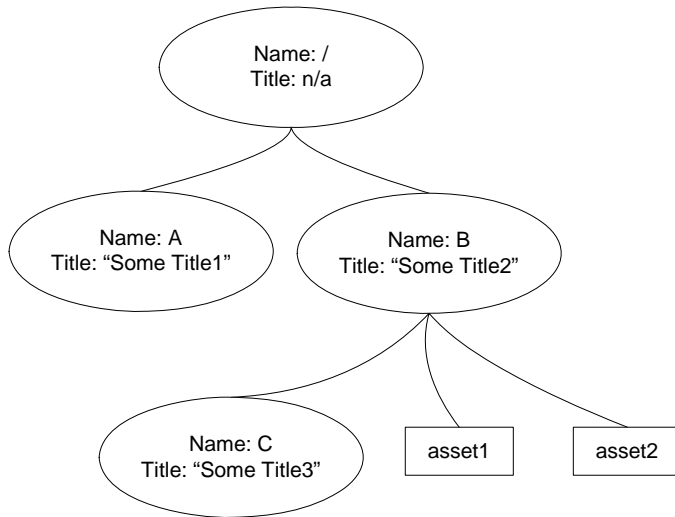 Name: /
Title: n/a
Name: A
Title: “Some Title1”
Name: B
Title: “Some Title2”
Name: C
Title: “Some Title3”
asset1
asset2